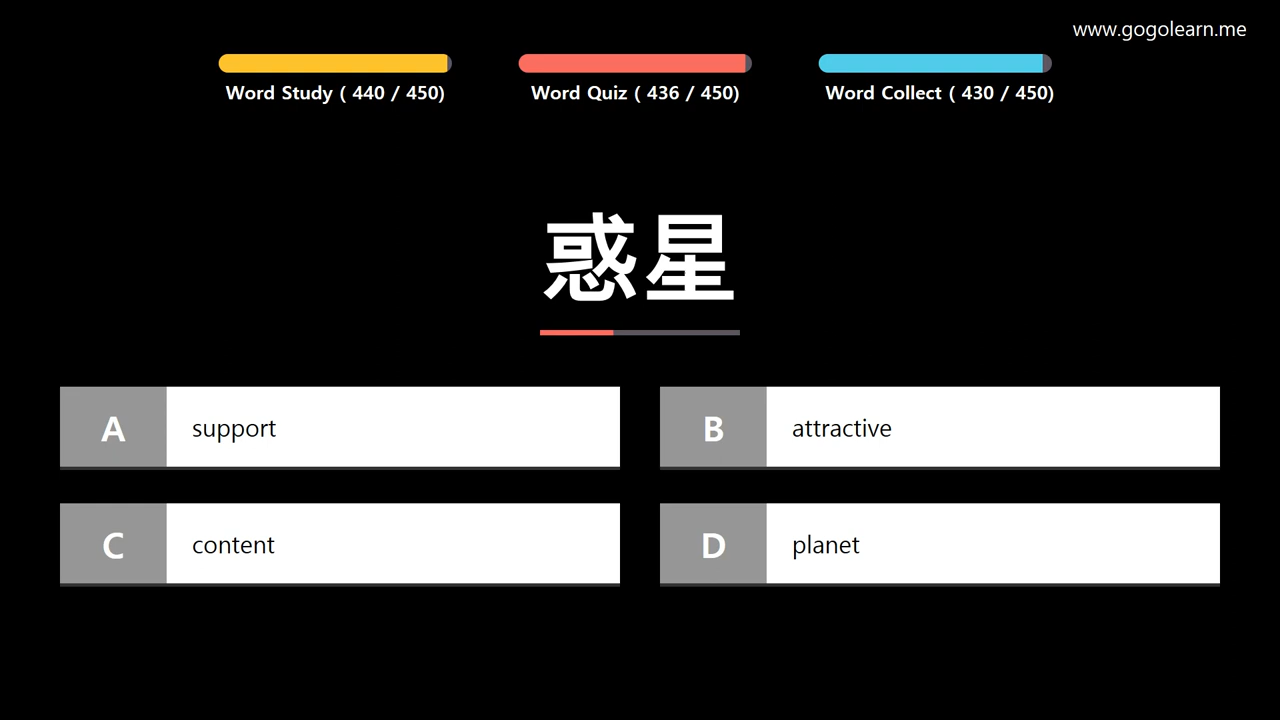 www.gogolearn.me
Word Study ( 440 / 450)
Word Quiz ( 436 / 450)
Word Collect ( 430 / 450)
惑星
A support
B attractive
C content
D planet